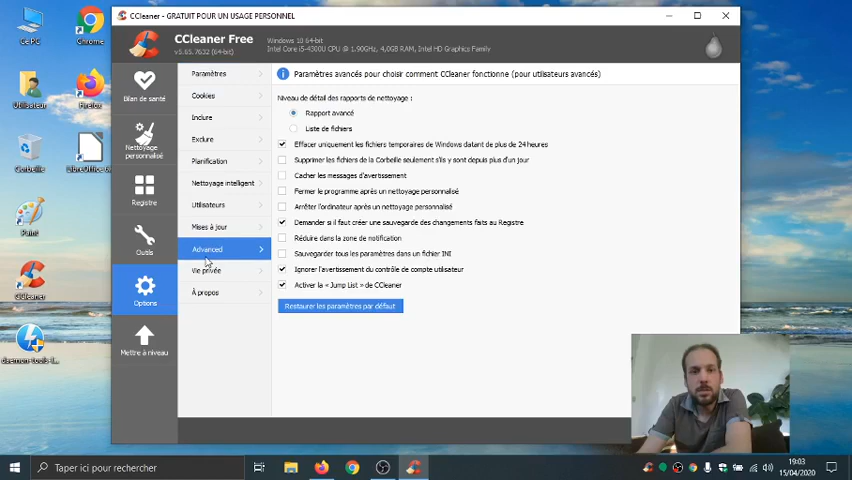 CCleaner - GRATUIT POUR UN USAGE PERSONNEL
CCleaner Free
v5.65.7632 (64-bit)
Windows 10 64-bit
Intel Core i5-4300U CPU @ 1.90GHz, 4,0GB RAM, Intel HD Graphics Family
Ce PC
Chrome
Utilisateur
Firefox
Corbeille
LibreOffice 6.
Paint
CCleaner
daemon-tools-l...
Bilan de santé
Nettoyage
personnalisé
Registre
Outils
Options
Mettre à niveau
Paramètres
Cookies
Inclure
Exclure
Planification
Nettoyage intelligent
Utilisateurs
Mises à jour
Advanced
Vie privée
À propos
Paramètres avancés pour choisir comment CCleaner fonctionne (pour utilisateurs avancés)
Niveau de détail des rapports de nettoyage :
Rapport avancé
Liste de fichiers
Effacer uniquement les fichiers temporaires de Windows datant de plus de 24 heures
Supprimer les fichiers de la Corbeille seulement s'ils y sont depuis plus d'un jour
Cacher les messages d'avertissement
Fermer le programme après un nettoyage personnalisé
Arrêter l'ordinateur après un nettoyage personnalisé
Demander s'il faut créer une sauvegarde des changements faits au Registre
Réduire dans la zone de notification
Sauvegarder tous les paramètres dans un fichier INI
Ignorer l'avertissement du contrôle de compte utilisateur
Activer la « Jump List » de CCleaner
Restaurer les paramètres par défaut
Taper ici pour rechercher
19:03
15/04/2020